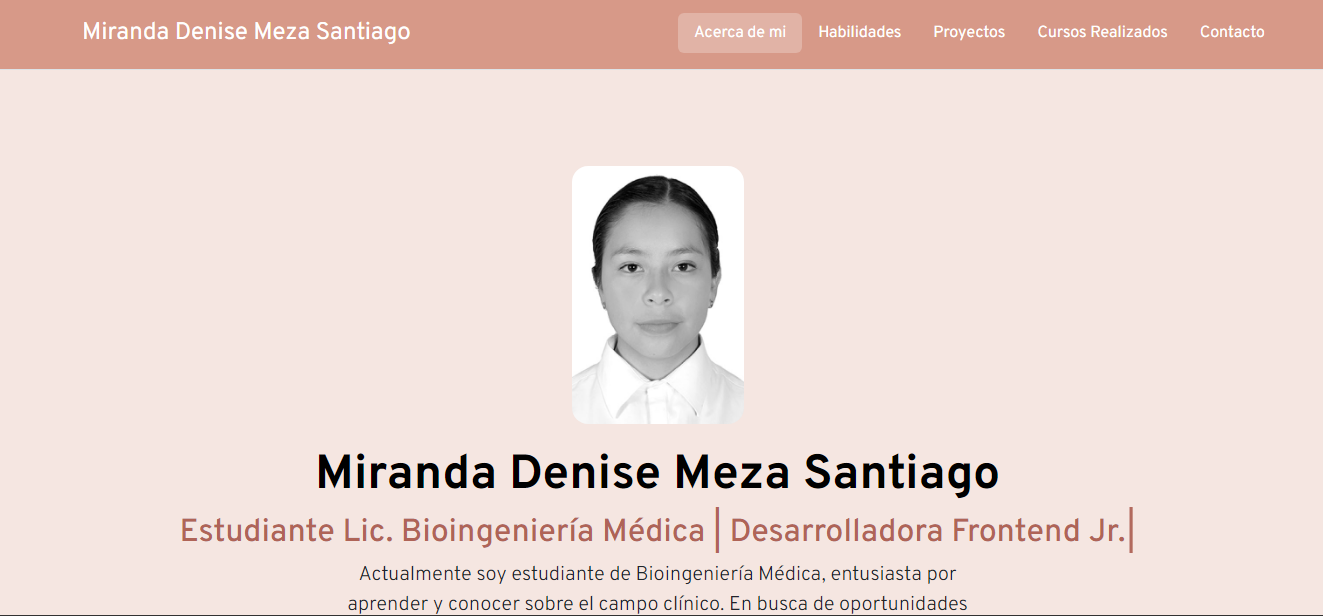 Miranda Denise Meza Santiago
Acerca de mi Habilidades Proyectos Cursos Realizados Contacto
Miranda Denise Meza Santiago
Estudiante Lic. Bioingeniería Médica | Desarrolladora Frontend Jr.|
Actualmente soy estudiante de Bioingeniería Médica, entusiasta por
aprender y conocer sobre el campo clínico. En busca de oportunidades